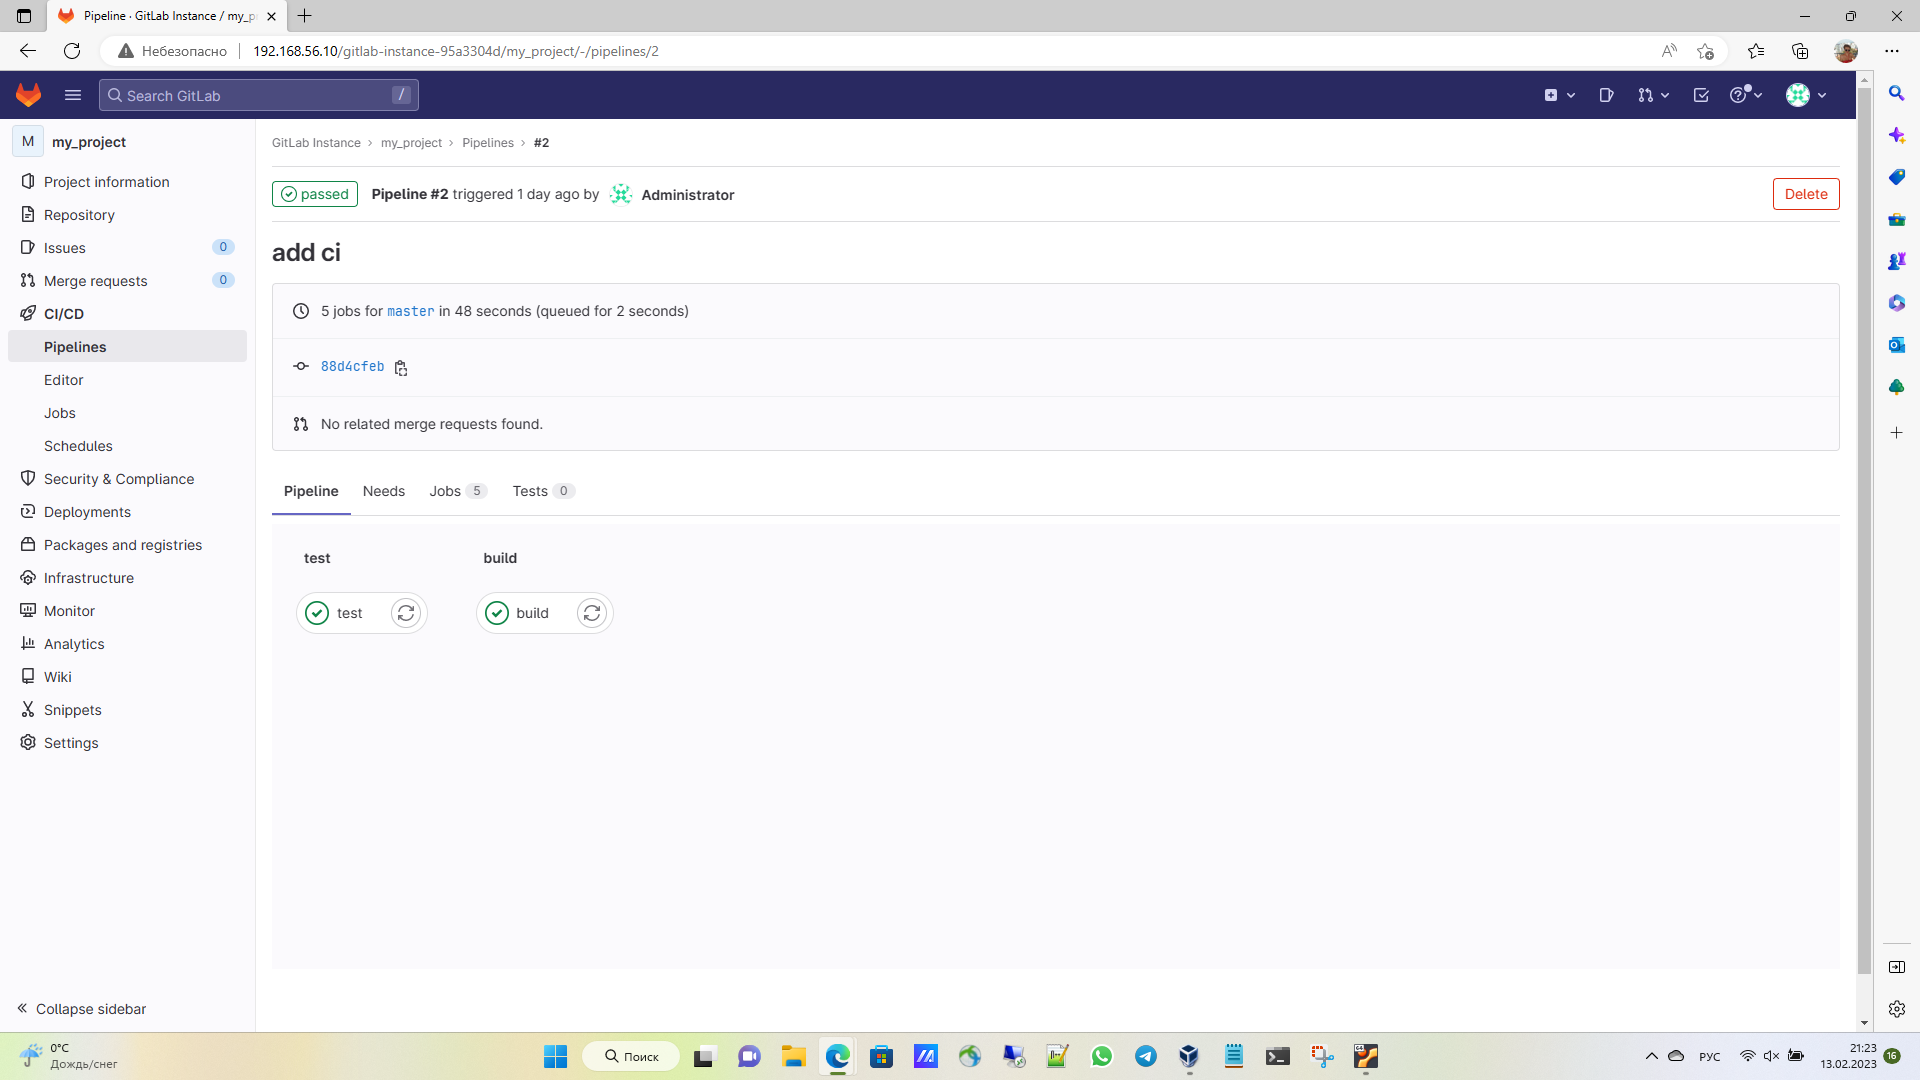 Pipeline · GitLab Instance / my_p
Небезопасно
192.168.56.10/gitlab-instance-95a3304d/my_project/-/pipelines/2
Search GitLab
/
M
my_project
Project information
Repository
Issues 0
Merge requests 0
CI/CD
Pipelines
Editor
Jobs
Schedules
Security & Compliance
Deployments
Packages and registries
Infrastructure
Monitor
Analytics
Wiki
Snippets
Settings
Collapse sidebar
GitLab Instance › my_project › Pipelines › #2
passed Pipeline #2 triggered 1 day ago by Administrator
Delete
add ci
5 jobs for master in 48 seconds (queued for 2 seconds)
88d4cfeb
No related merge requests found.
Pipeline Needs Jobs 5 Tests 0
test build
test build
0°C
Дождь/снег
Поиск
РУС
21:23
13.02.2023
16